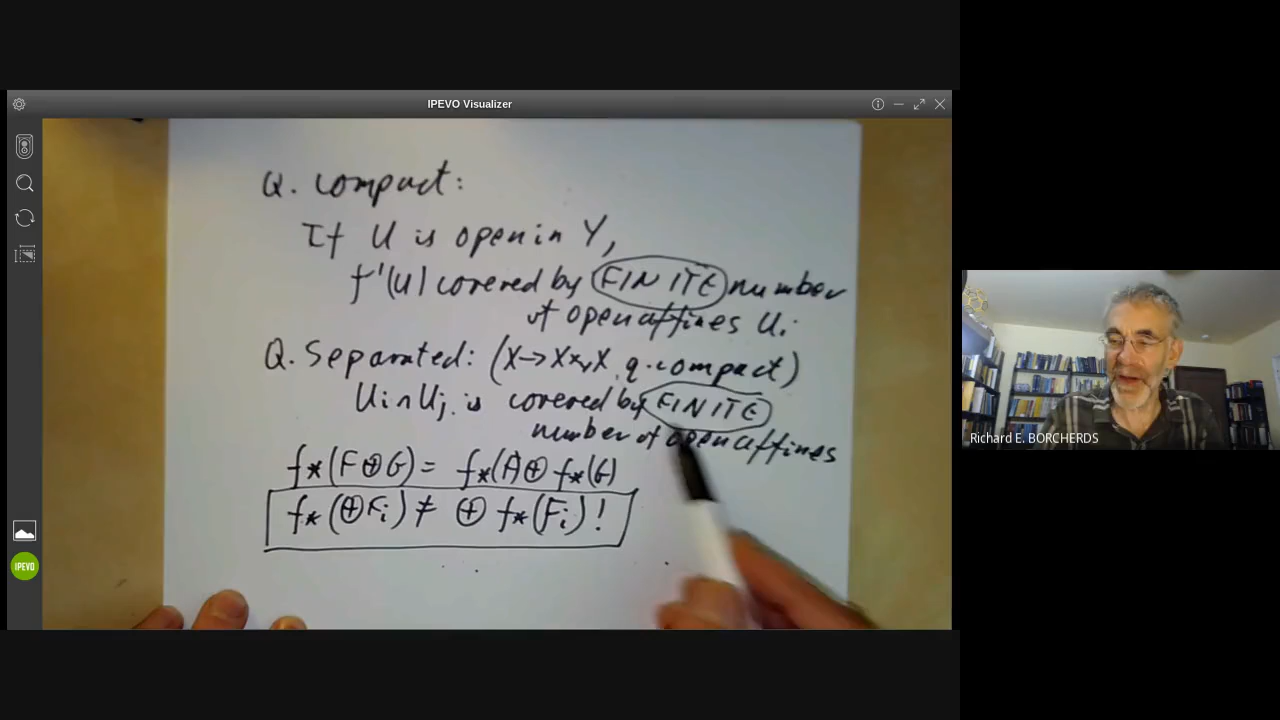 IPEVO Visualizer
Q. Compact:
If U is open in Y,
f⁻¹(U) covered by FINITE number
of open affines Ui
Q. Separated: (X→X×yX q.compact)
Ui∩Uj is covered by FINITE
number of open affines
f*(F⊕G) = f*(F)⊕f*(G)
f*(⊕Fi) ≠ ⊕ f*(Fi)!
IPEVO
Richard E. BORCHERDS